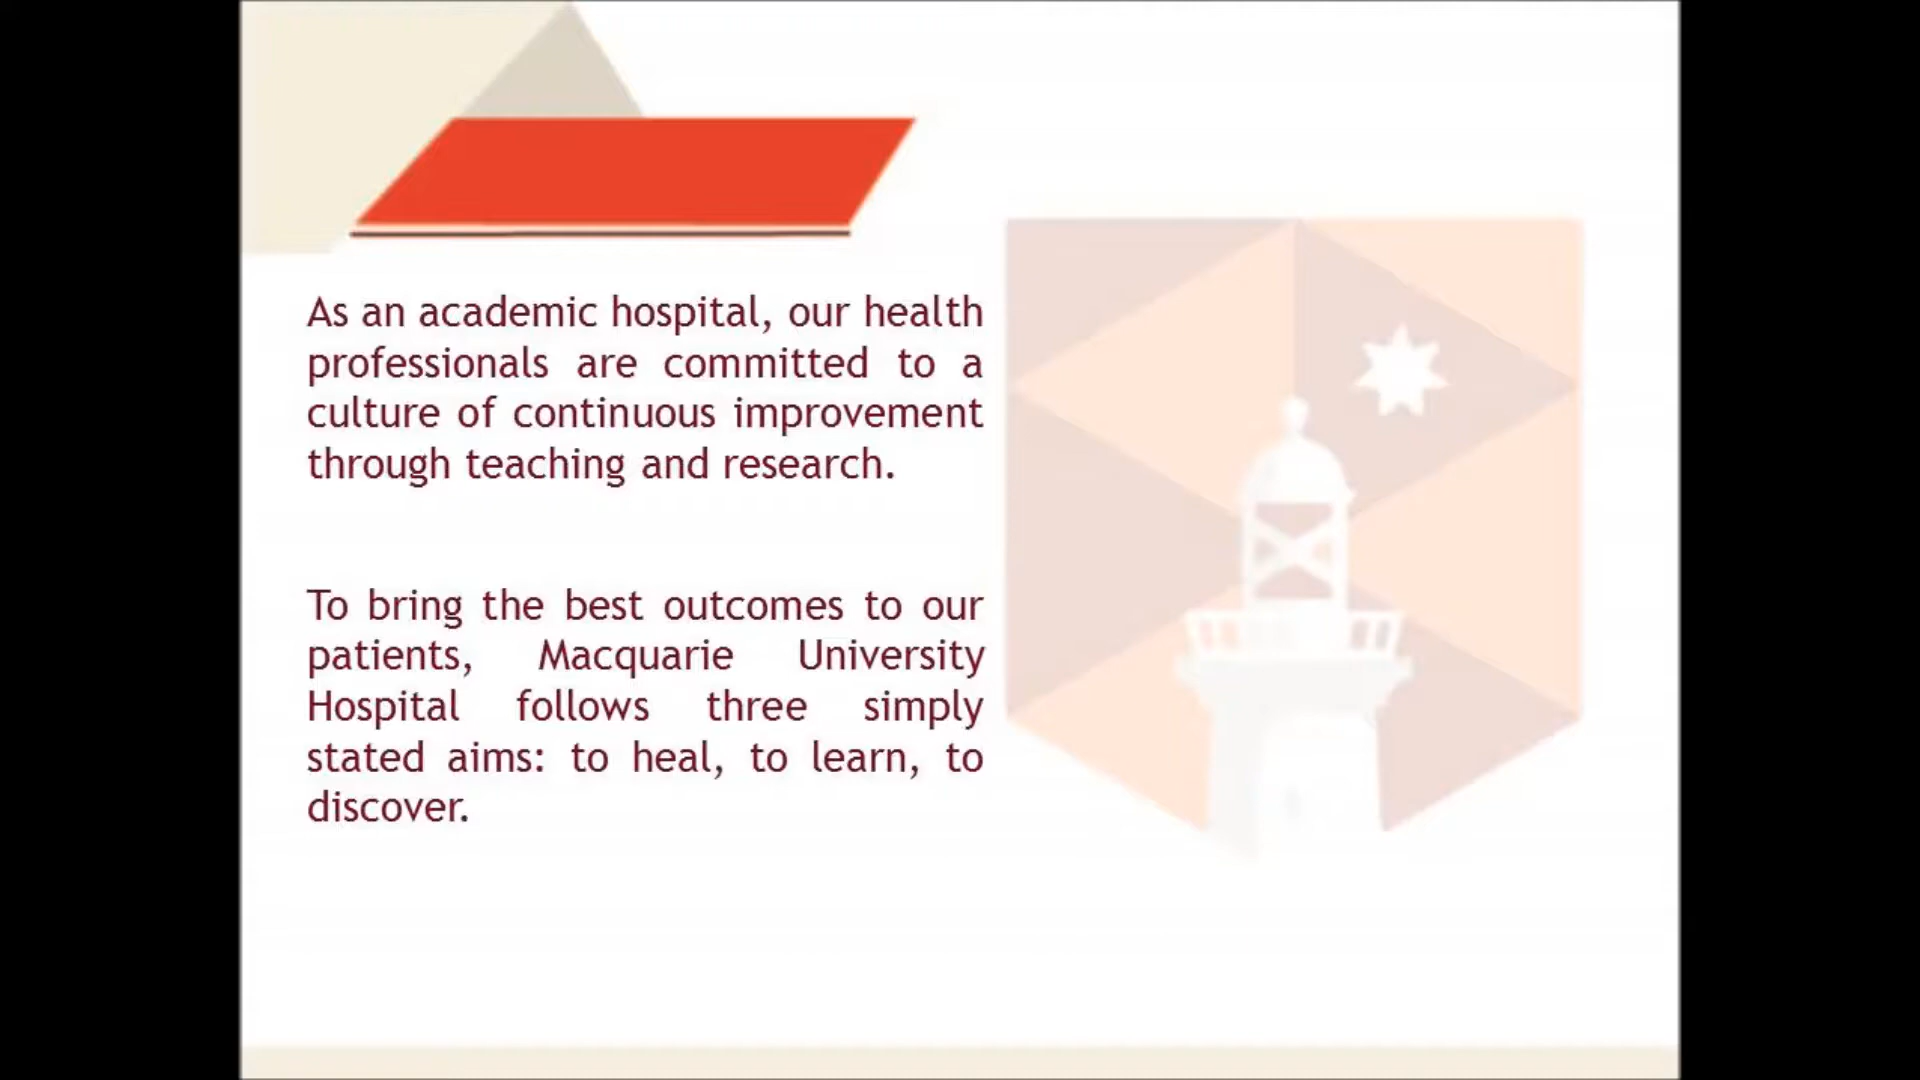 As an academic hospital, our health
professionals are committed to a
culture of continuous improvement
through teaching and research.
To bring the best outcomes to our
patients, Macquarie University
Hospital follows three simply
stated aims: to heal, to learn, to
discover.